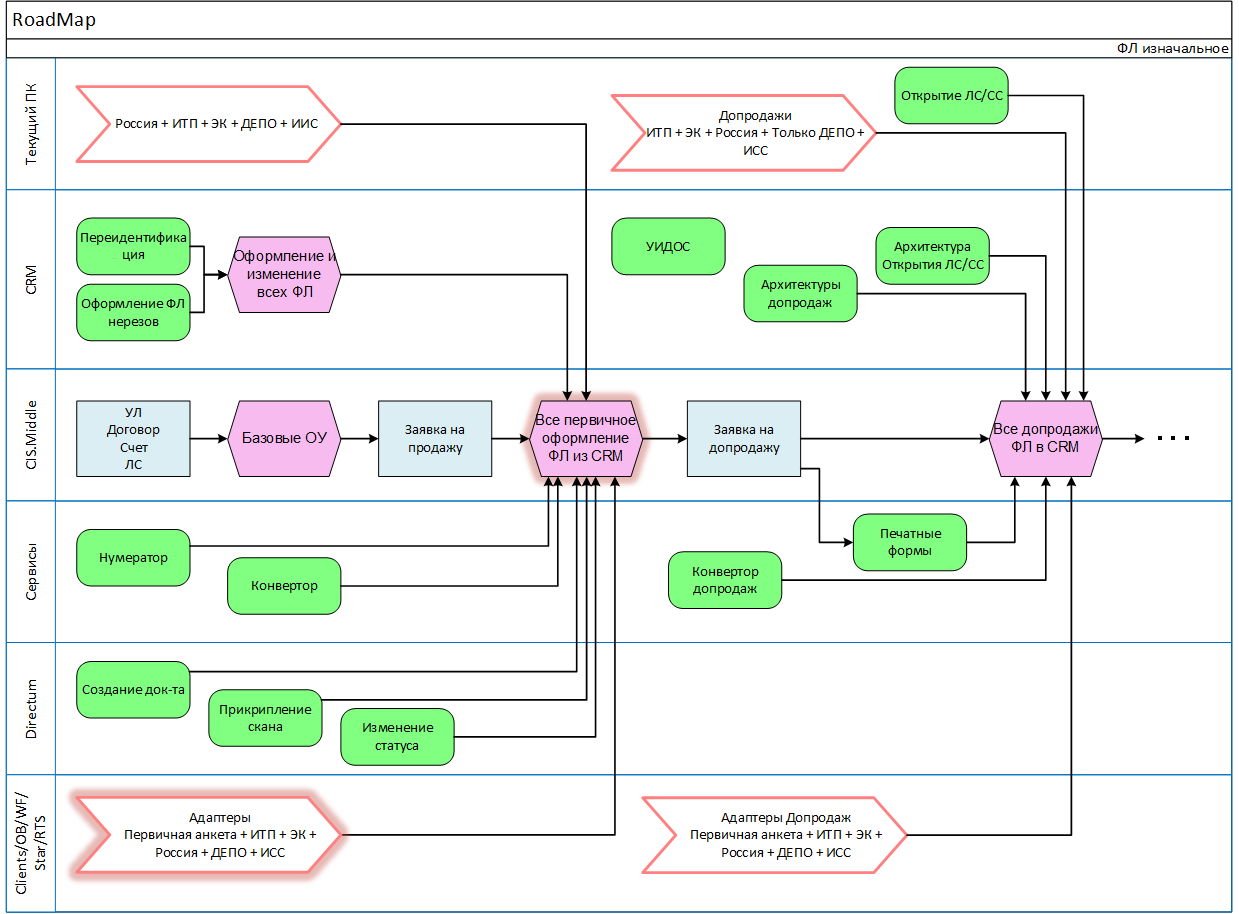 RoadMap
ФЛ изначальное
Текущий ПК
Россия + ИТП + ЭК + ДЕПО + ИИС
Допродажи
ИТП + ЭК + Россия + Только ДЕПО +
ИСС
Открытие ЛС/СС
CRM
Переидентифика
ция
Оформление ФЛ
нерезов
Оформление и
изменение
всех ФЛ
УИДОС
Архитектуры
допродаж
Архитектура
Открытия ЛС/СС
CIS.Middle
УЛ
Договор
Счет
ЛС
Базовые ОУ
Заявка на
продажу
Все первичное
оформление
ФЛ из CRM
Заявка на
допродажу
Все допродажи
ФЛ в CRM
...
Сервисы
Нумератор
Конвертор
Конвертор
допродаж
Печатные
формы
Directum
Создание док-та
Прикрипление
скана
Изменение
статуса
Clients/OB/WF/
Star/RTS
Адаптеры
Первичная анкета + ИТП + ЭК +
Россия + ДЕПО + ИСС
Адаптеры Допродаж
Первичная анкета + ИТП + ЭК +
Россия + ДЕПО + ИСС